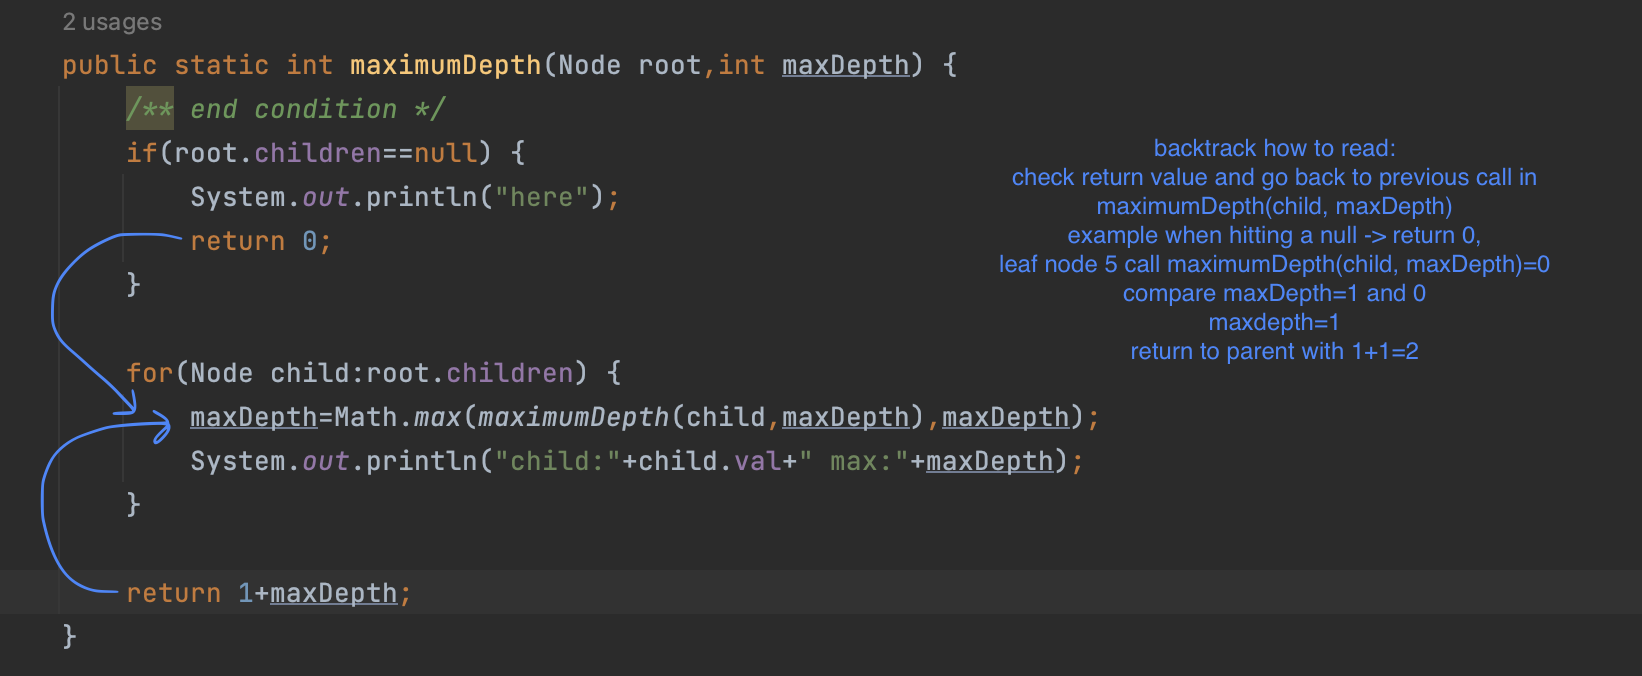 2 usages
public static int maximumDepth(Node root,int maxDepth) {
/** end condition */
if(root.children==null) {
System.out.println("here");
return 0;
}
for(Node child:root.children) {
maxDepth=Math.max(maximumDepth(child,maxDepth),maxDepth);
System.out.println("child:"+child.val+" max:"+maxDepth);
}
return 1+maxDepth;
}
backtrack how to read:
check return value and go back to previous call in
maximumDepth(child, maxDepth)
example when hitting a null -> return 0,
leaf node 5 call maximumDepth(child, maxDepth)=0
compare maxDepth=1 and 0
maxdepth=1
return to parent with 1+1=2